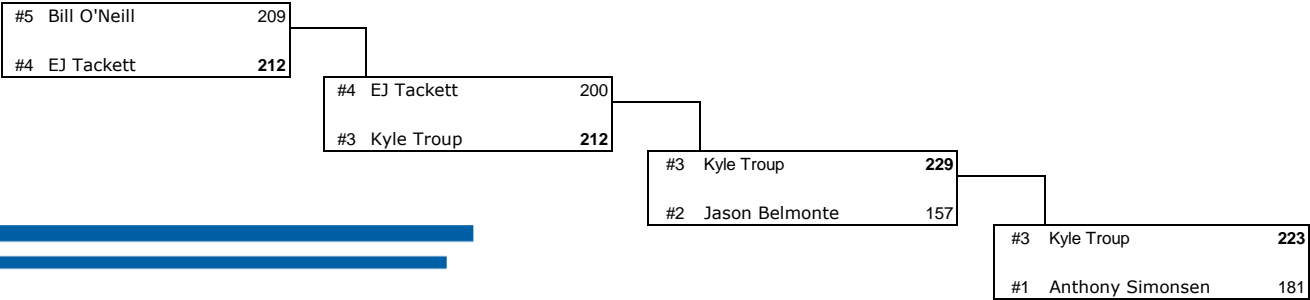 #5 Bill O'Neill 209
#4 EJ Tackett 212
#4 EJ Tackett 200
#3 Kyle Troup 212
#3 Kyle Troup 229
#2 Jason Belmonte 157
#3 Kyle Troup 223
#1 Anthony Simonsen 181